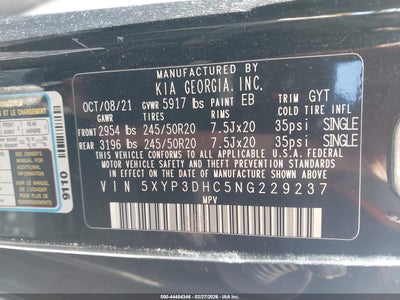 MANUFACTURED BY
KIA GEORGIA, INC.
OCT/08/21 GVWR 5917 lbs PAINT EB TRIM GYT
GAWR TIRES RIMS COLD TIRE INFL
FRONT 2954 lbs 245/50R20 7.5Jx20 35psi SINGLE
REAR 3196 lbs 245/50R20 7.5Jx20 35psi SINGLE
THIS VEHICLE CONFORMS TO ALL APPLICABLE U.S. FEDERAL MOTOR
VEHICLE SAFETY, BUMPER, AND THEFT PREVENTION STANDARDS IN
EFFECT ON THE DATE OF MANUFACTURE SHOWN ABOVE.
VIN 5XYP3DHC5NG229237
MPV
9110
000-44484346 - 02/27/2026 - IAA